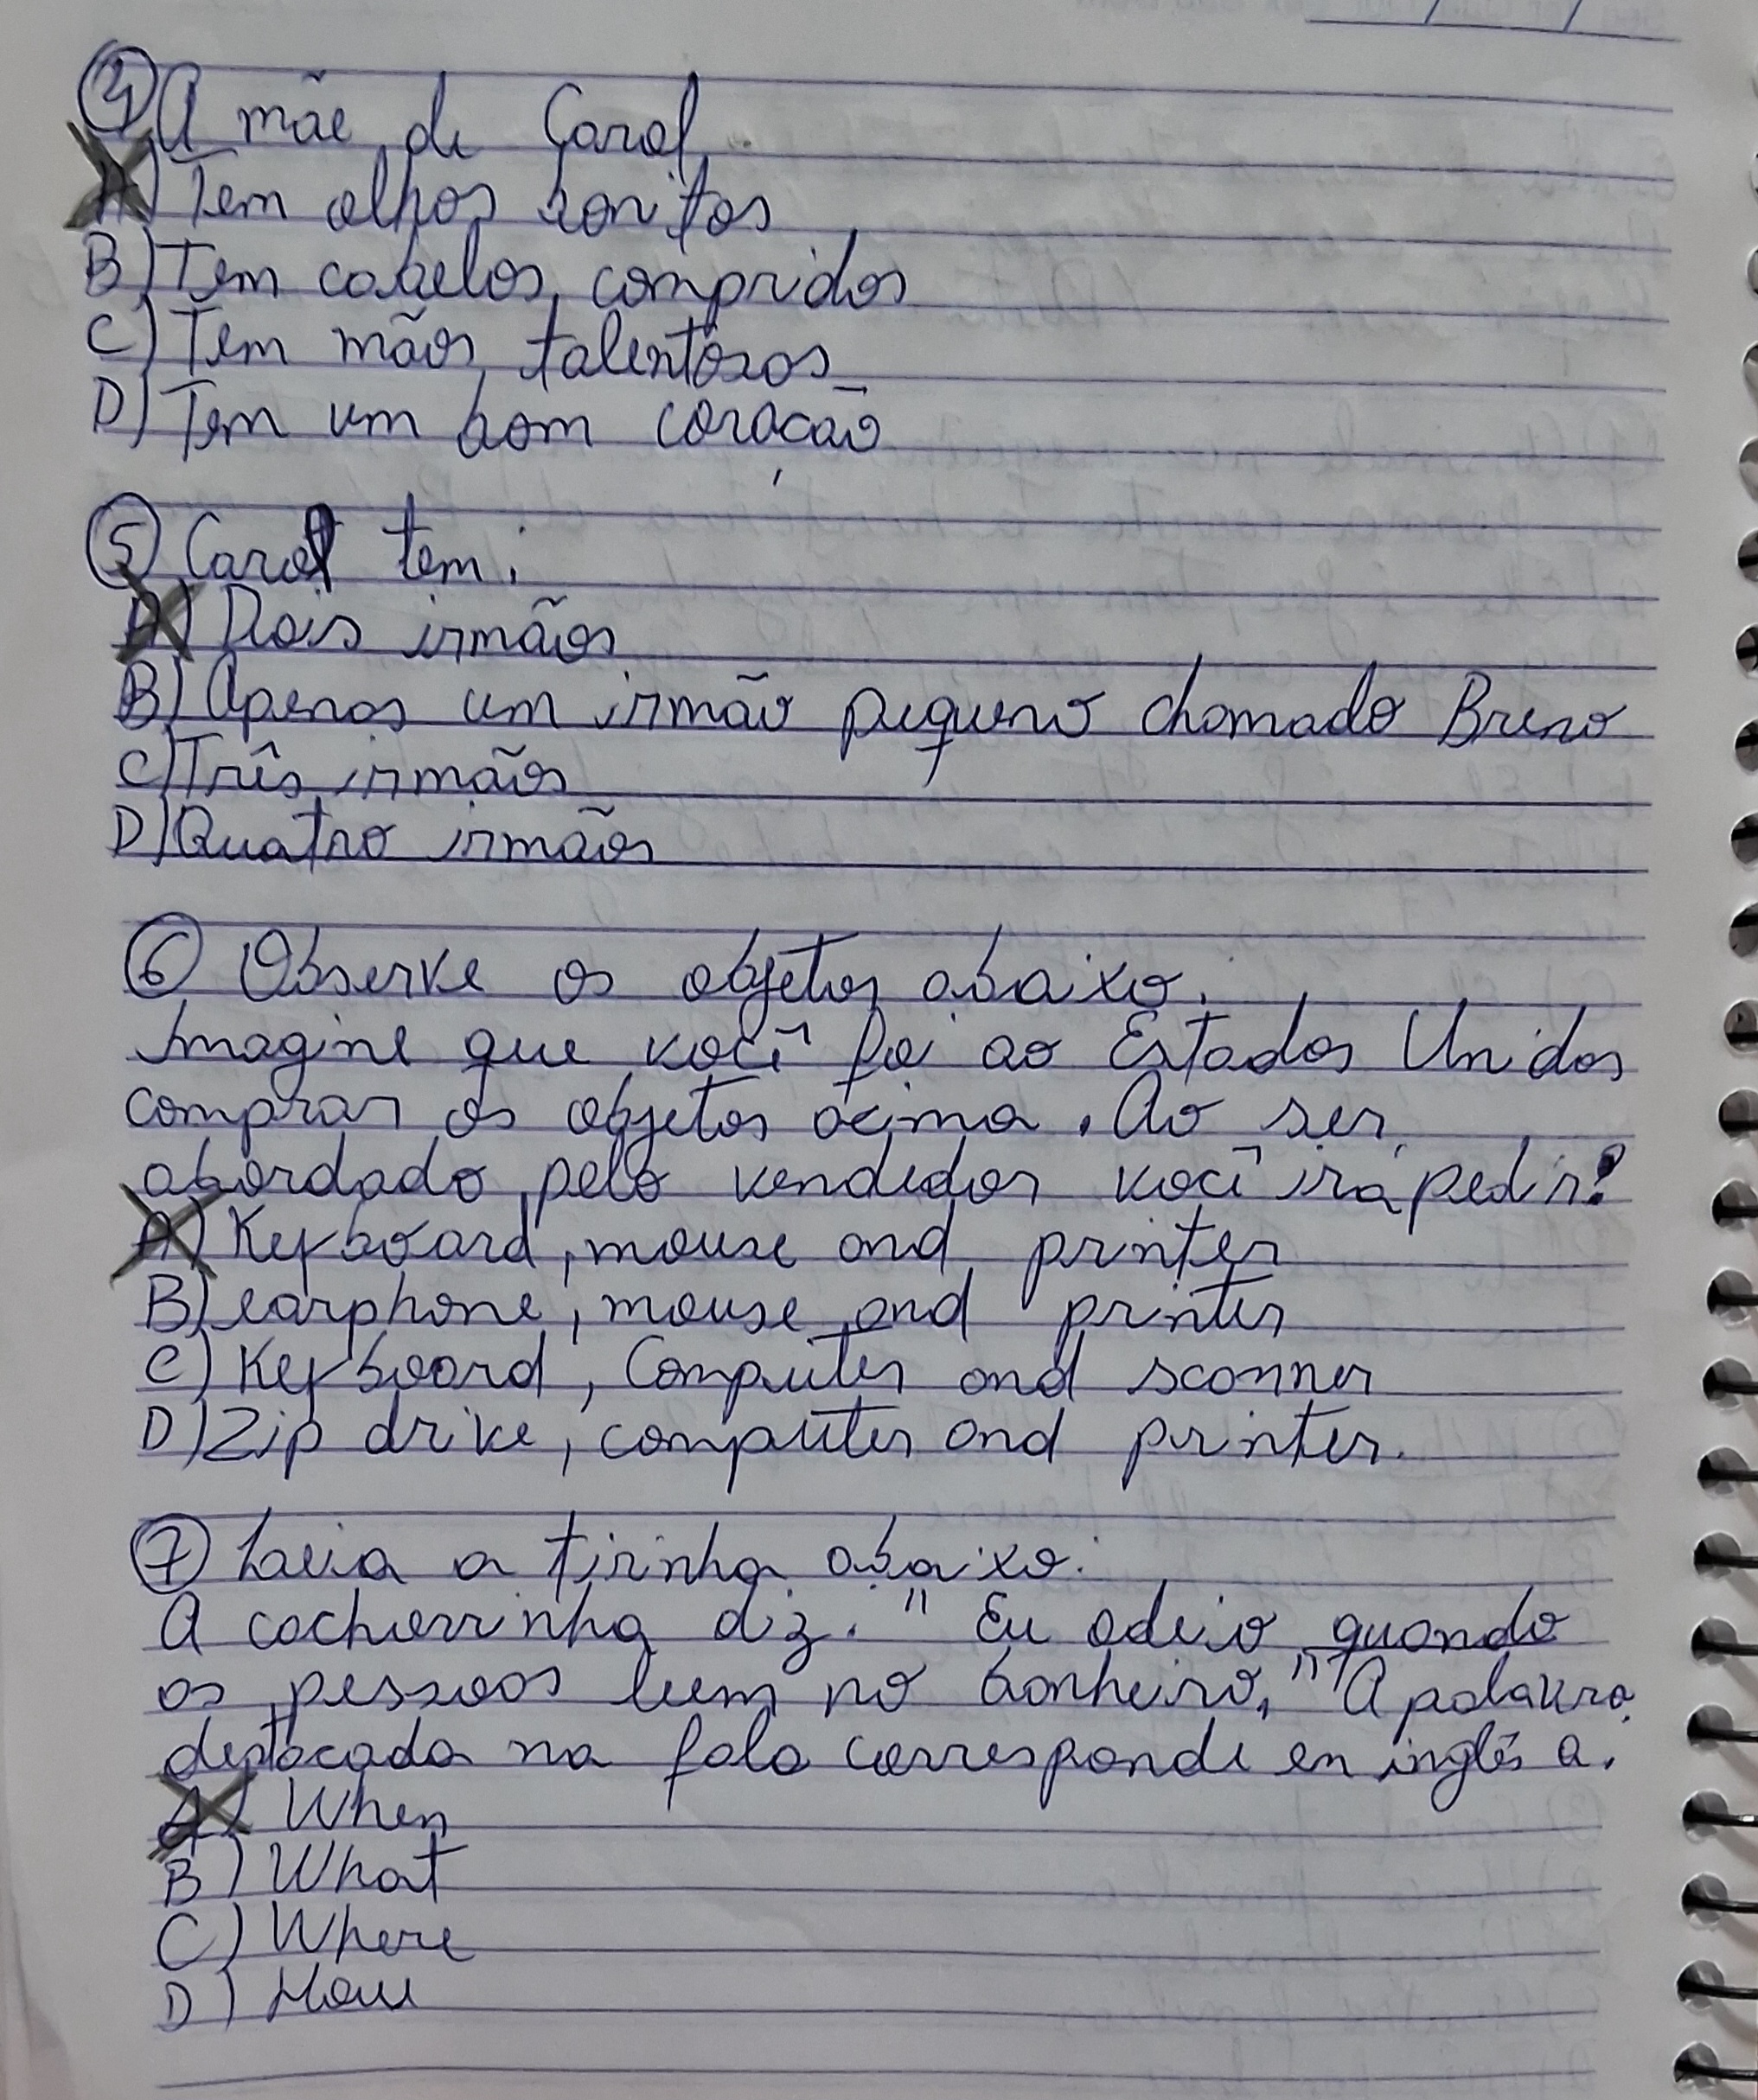 ④ A mãe de Carol
A) Tem olhos bonitos
B) Tem cabelos compridos
C) Tem mãos talentosas
D) Tem um bom coração
⑤ Carol tem:
A) Dois irmãos
B) Apenas um irmão pequeno chamado Breno
C) Três irmãos
D) Quatro irmãos
⑥ Observe os objetos abaixo.
Imagine que você foi ao Estados Unidos
comprar os objetos acima. Ao ser
abordado pelo vendedor você irá pedir?
A) Keyboard, mouse and printer
B) earphone, mouse and printer
C) Keyboard, Computer and scanner
D) Zip drive, computer and printer.
⑦ Leia a tirinha abaixo:
A cachorrinha diz: "Eu odeio quando
as pessoas leem no banheiro," A palavra
destacada na fala corresponde en inglês a:
A) When
B) What
C) Where
D) How